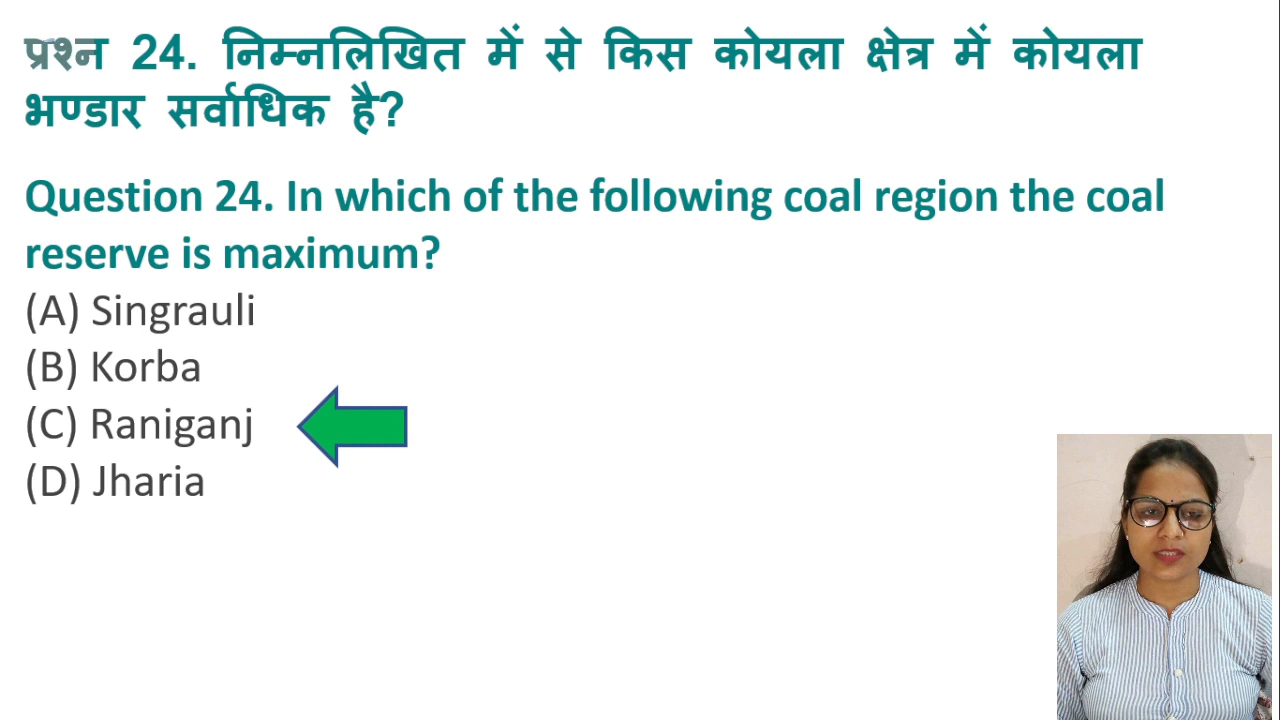 प्रश्न 24. निम्नलिखित में से किस कोयला क्षेत्र में कोयला
भण्डार सर्वाधिक है?
Question 24. In which of the following coal region the coal
reserve is maximum?
(A) Singrauli
(B) Korba
(C) Raniganj
(D) Jharia